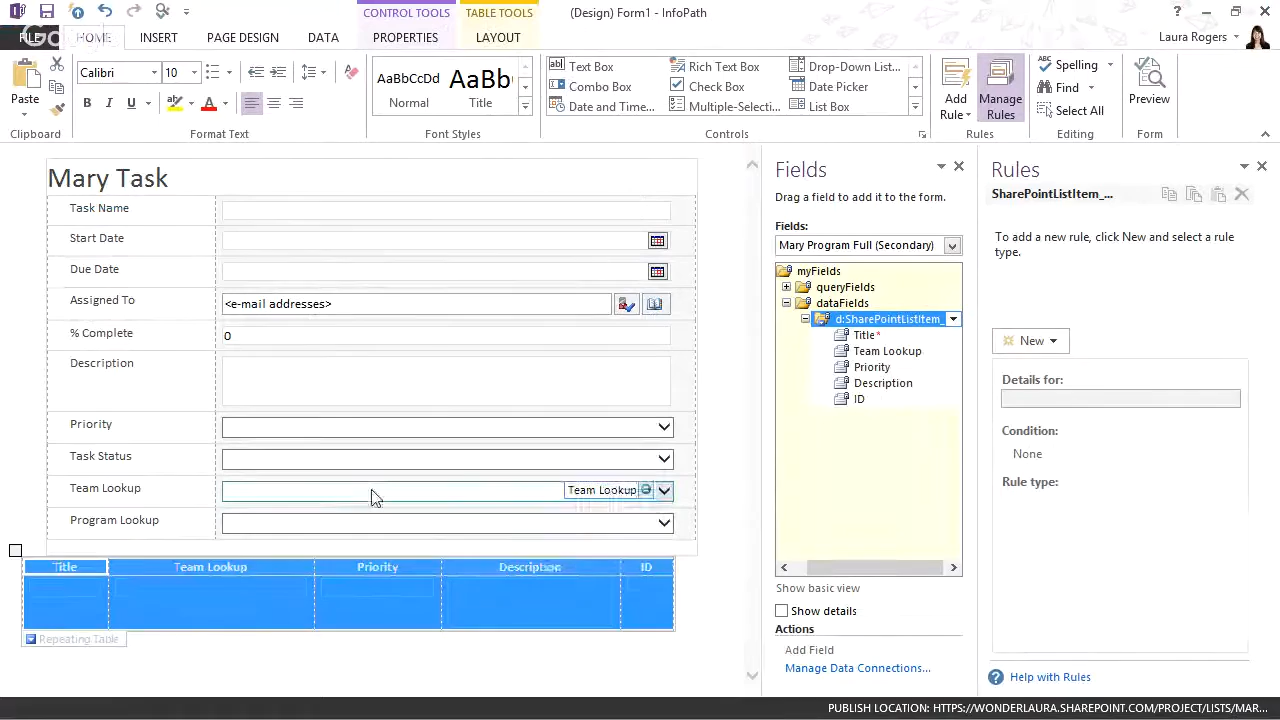 CONTROL TOOLS
TABLE TOOLS
(Design) Form1 - InfoPath
FILE
HOME
INSERT
PAGE DESIGN
DATA
PROPERTIES
LAYOUT
Laura Rogers
Paste
Clipboard
Calibri
10
B I U
Format Text
AaBbCcDd
Normal
AaBb
Title
Font Styles
Text Box
Combo Box
Date and Time...
Rich Text Box
Check Box
Multiple-Selecti...
Drop-Down List...
Date Picker
List Box
Controls
Add Rule
Manage Rules
Rules
Spelling
Find
Select All
Editing
Preview
Form
Mary Task
Task Name
Start Date
Due Date
Assigned To
<e-mail addresses>
% Complete
0
Description
Priority
Task Status
Team Lookup
Team Lookup
Program Lookup
Title
Team Lookup
Priority
Description
ID
Repeating Table
Fields
Drag a field to add it to the form.
Fields:
Mary Program Full (Secondary)
myFields
queryFields
dataFields
d:SharePointListItem_
Title*
Team Lookup
Priority
Description
ID
Show basic view
Show details
Actions
Add Field
Manage Data Connections...
Rules
SharePointListItem_...
To add a new rule, click New and select a rule
type.
New
Details for:
Condition:
None
Rule type:
Help with Rules
PUBLISH LOCATION: HTTPS://WONDERLAURA.SHAREPOINT.COM/PROJECT/LISTS/MAR...